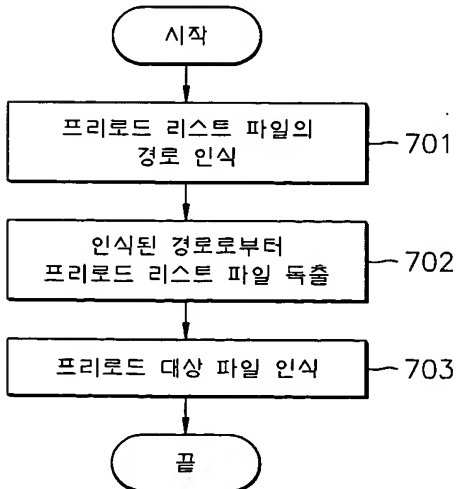 시작
프리로드 리스트 파일의
경로 인식
701
인식된 경로로부터
프리로드 리스트 파일 독출
702
프리로드 대상 파일 인식
703
끝